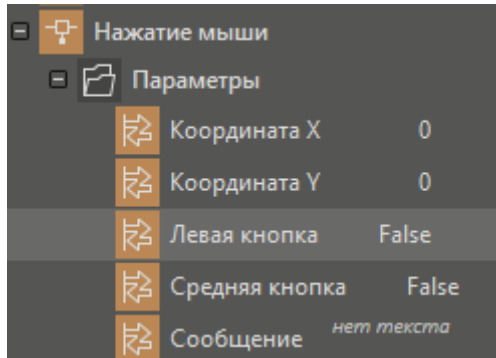 Нажатие мыши
Параметры
Координата X 0
Координата Y 0
Левая кнопка False
Средняя кнопка False
Сообщение нет текста